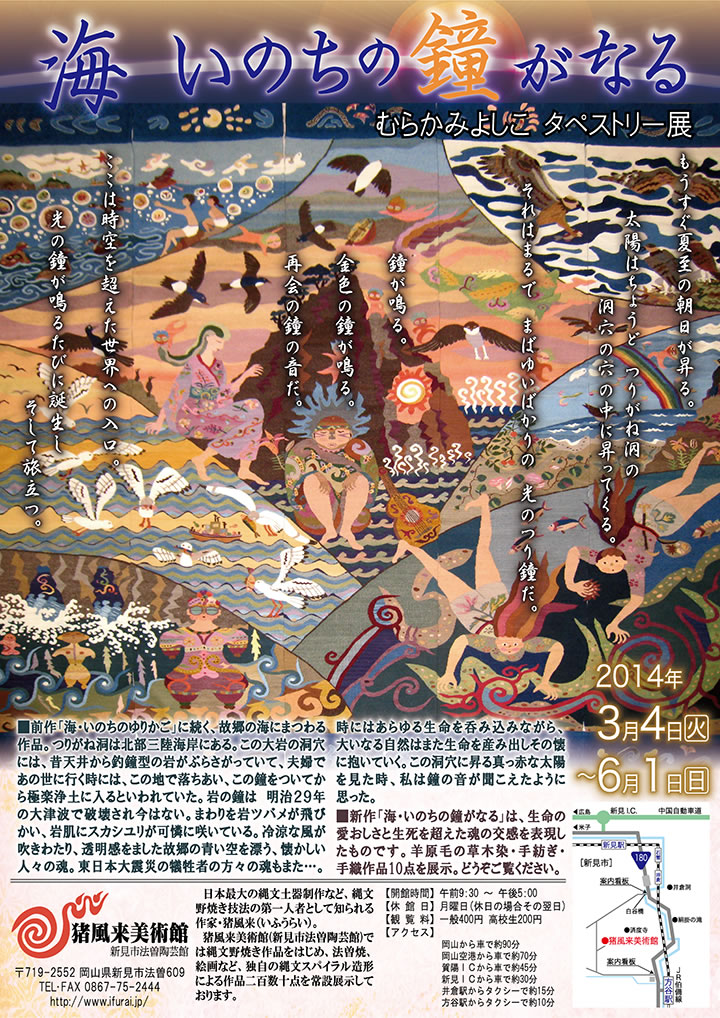 海 いのちの鐘がなる
むらかみよしこ タペストリー展
もうすぐ夏至の朝日が昇る。
太陽はちょうど つりがね洞の
洞穴の穴の中に昇ってくる。
それはまるで まばゆいばかりの 光のつり鐘だ。
鐘が鳴る。
金色の鐘が鳴る。
再会の鐘の音だ。
ここは時空を超えた世界への入口。
光の鐘が鳴るたびに誕生し
そして旅立つ。
2014年
3月4日火
～6月1日日
■前作「海・いのちのゆりかご」に続く、故郷の海にまつわる
作品。つりがね洞は北部三陸海岸にある。この大岩の洞穴
には、昔天井から釣鐘型の岩がぶらさがっていて、夫婦で
あの世に行く時には、この地で落ちあい、この鐘をついてか
ら極楽浄土に入るといわれていた。岩の鐘は 明治29年
の大津波で破壊され今はない。まわりを岩ツバメが飛び
かい、岩肌にスカシユリが可憐に咲いている。冷涼な風が
吹きわたり、透明感をました故郷の青い空を漂う、懐かしい
人々の魂。東日本大震災の犠牲者の方々の魂もまた…。
時にはあらゆる生命を呑み込みながら、
大いなる自然はまた生命を産み出しその懐
に抱いていく。この洞穴に昇る真っ赤な太陽
を見た時、私は鐘の音が聞こえたように
思った。
■新作「海・いのちの鐘がなる」は、生命の
愛おしさと生死を超えた魂の交感を表現し
たものです。羊原毛の草木染・手紡ぎ・
手織作品10点を展示。どうぞご覧ください。
猪風来美術館
新見市法曽陶芸館
〒719-2552 岡山県新見市法曽609
TEL・FAX 0867-75-2444
http://www.ifurai.jp/
日本最大の縄文土器制作など、縄文
野焼き技法の第一人者として知られる
作家・猪風来（いふうらい）。
猪風来美術館（新見市法曽陶芸館）で
は縄文野焼き作品をはじめ、法曽焼、
絵画など、独自の縄文スパイラル造形
による作品二百数十点を常設展示して
おります。
【開館時間】午前9:30 ～ 午後5:00
【休 館 日】月曜日（休日の場合その翌日）
【観 覧 料】一般400円 高校生200円
【アクセス】
岡山から車で約90分
岡山空港から車で約70分
賀陽ICから車で約45分
新見ICから車で約30分
井倉駅からタクシーで約15分
方谷駅からタクシーで約10分
広島
新見I.C.
中国自動車道
米子
新見駅
【新見市】
180
案内看板
井倉洞
白谷橋
絹掛の滝
済度寺
猪風来美術館
案内看板
方谷駅
JR伯備線